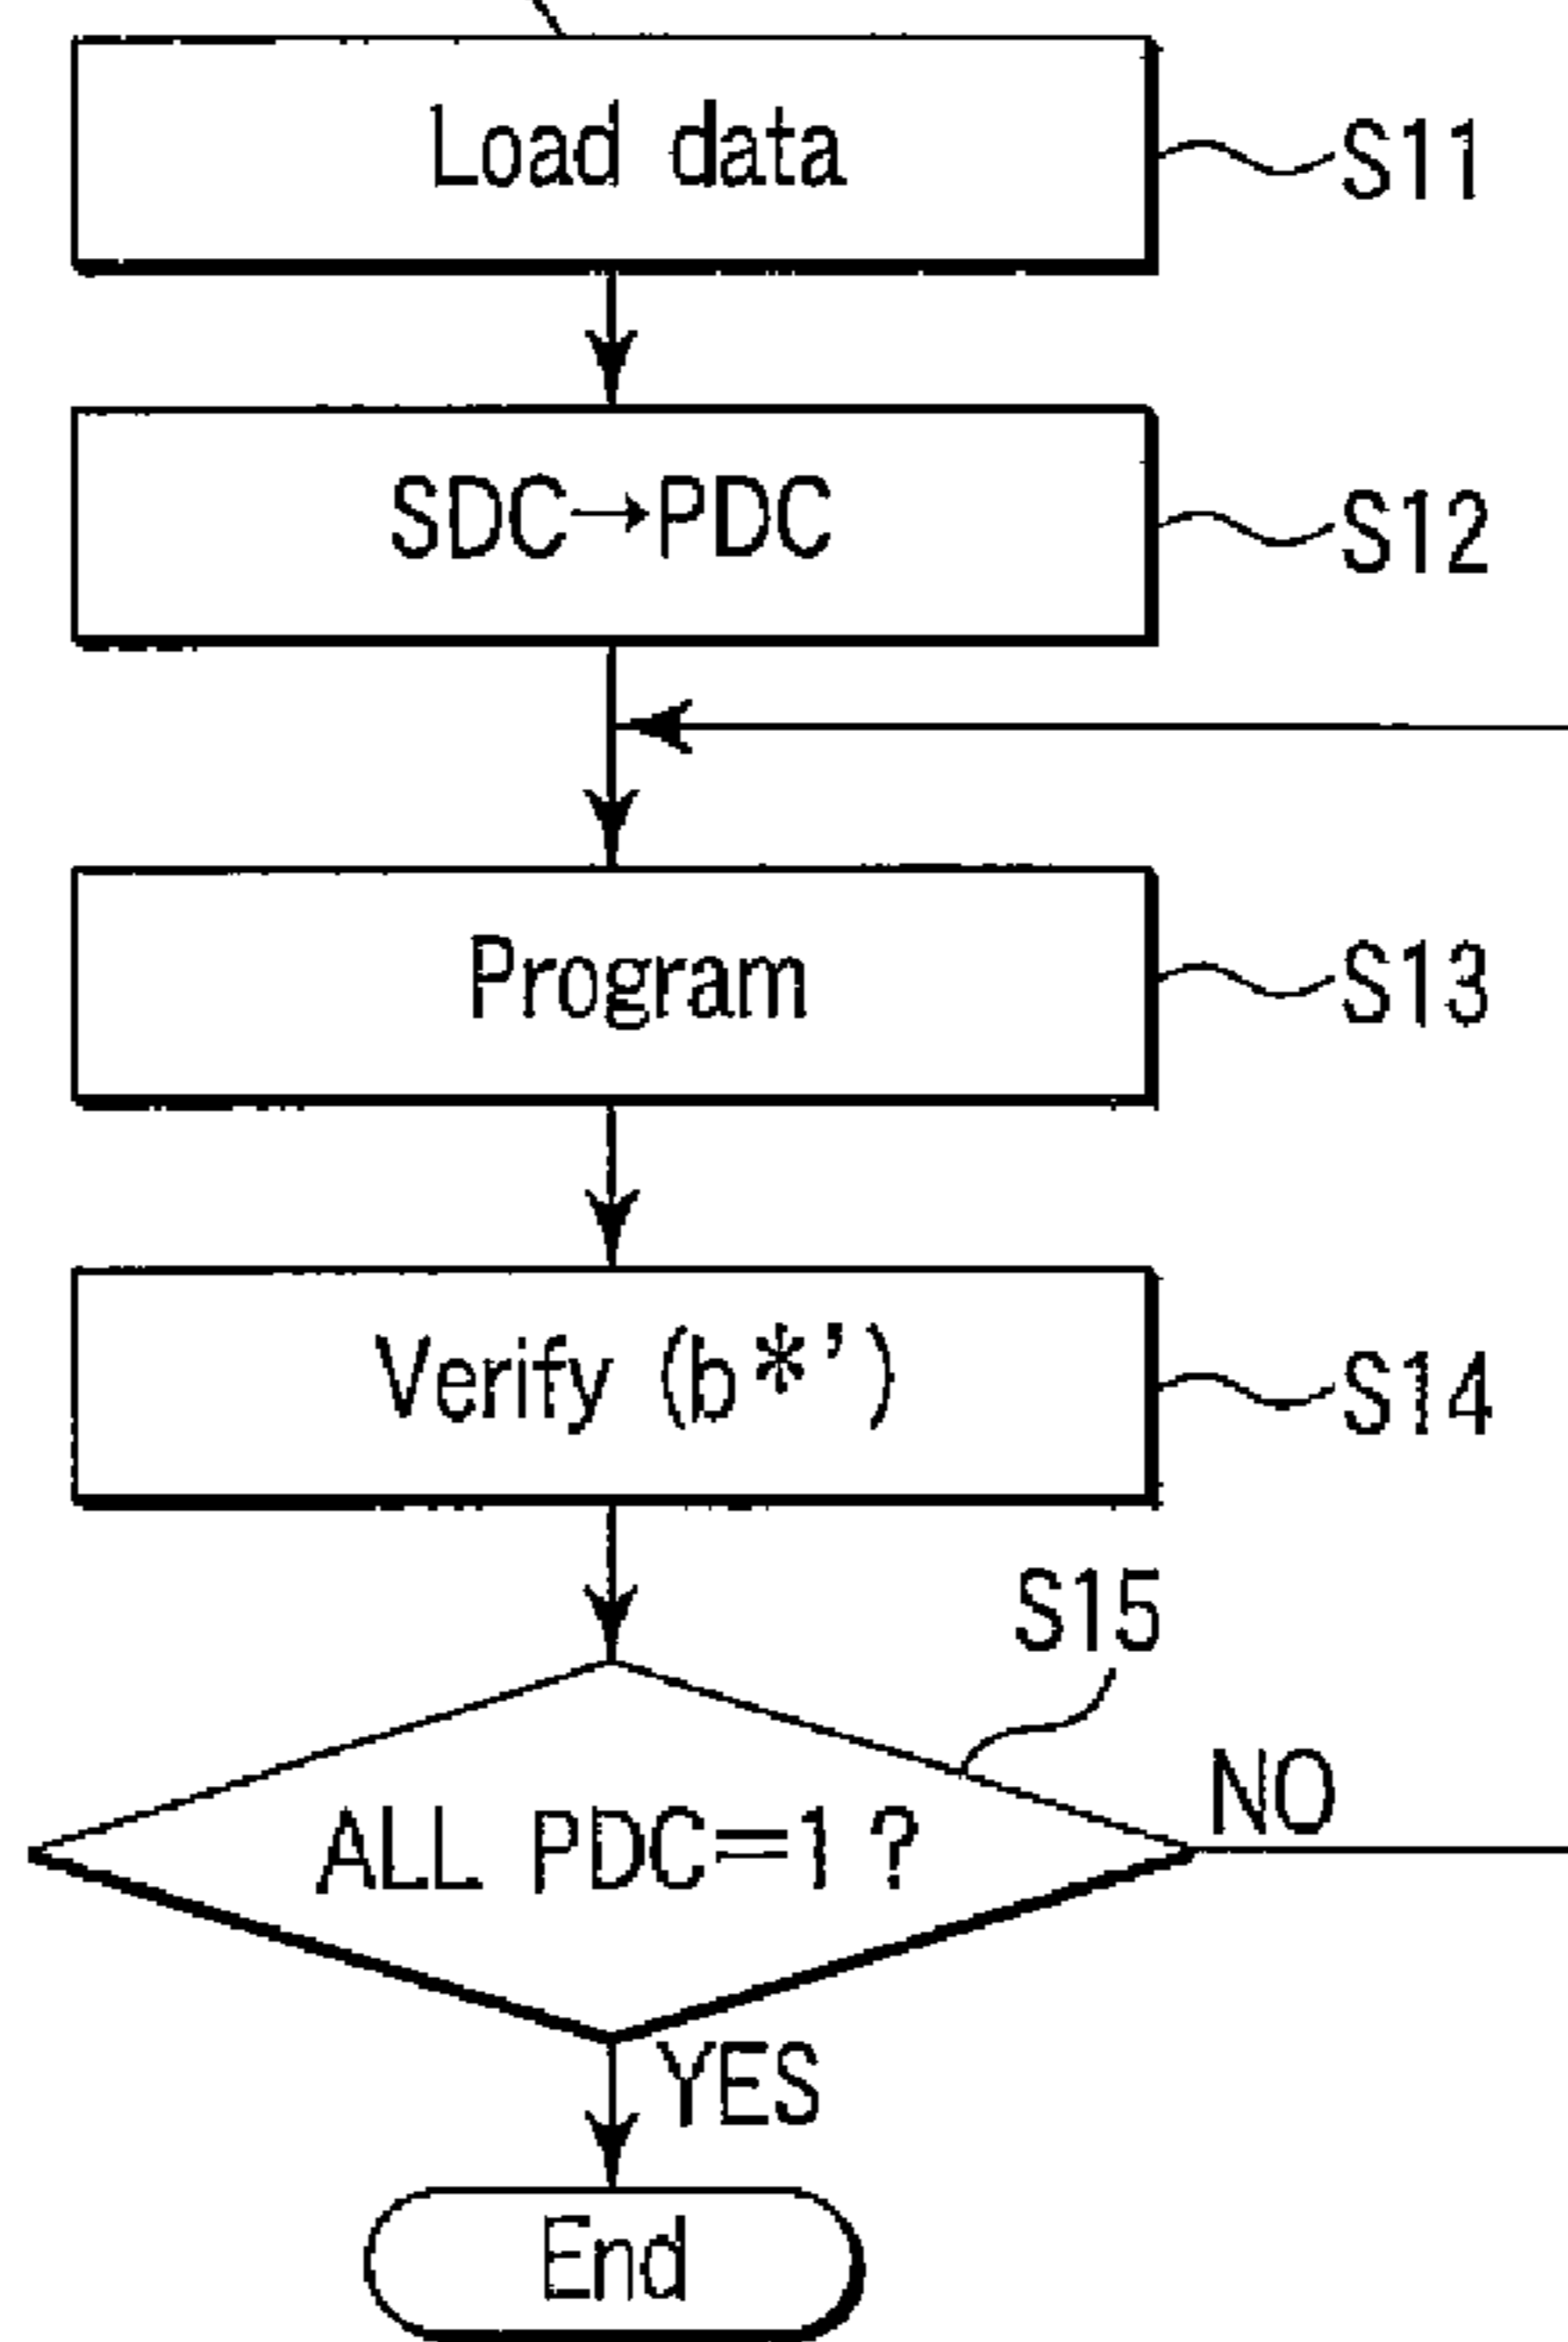 Load data
S11
SDC→PDC
S12
Program
S13
Verify (b*')
S14
S15
ALL PDC=1 ?
NO
YES
End